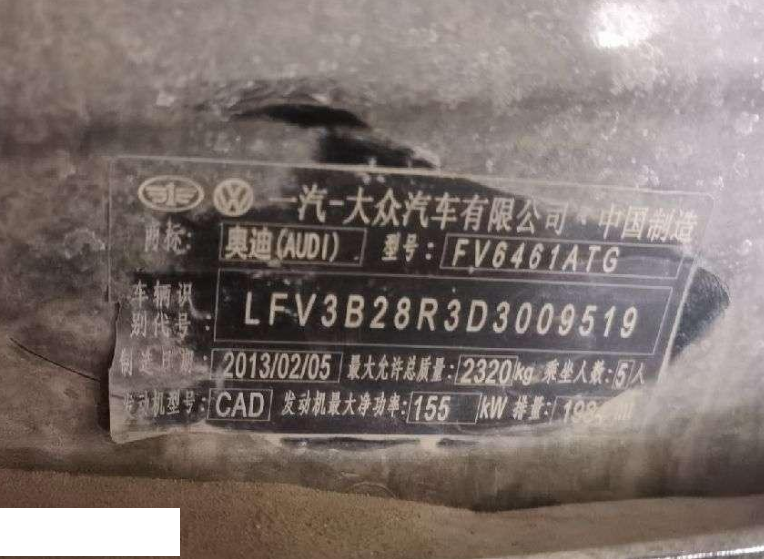 一汽-大众汽车有限公司 中国制造
商标: 奥迪(AUDI) 型号: FV6461ATG
车辆识
别代号: LFV3B28R3D3009519
制造日期: 2013/02/05 最大允许总质量: 2320kg 乘坐人数: 5人
发动机型号: CAD 发动机最大净功率: 155 kW 排量: